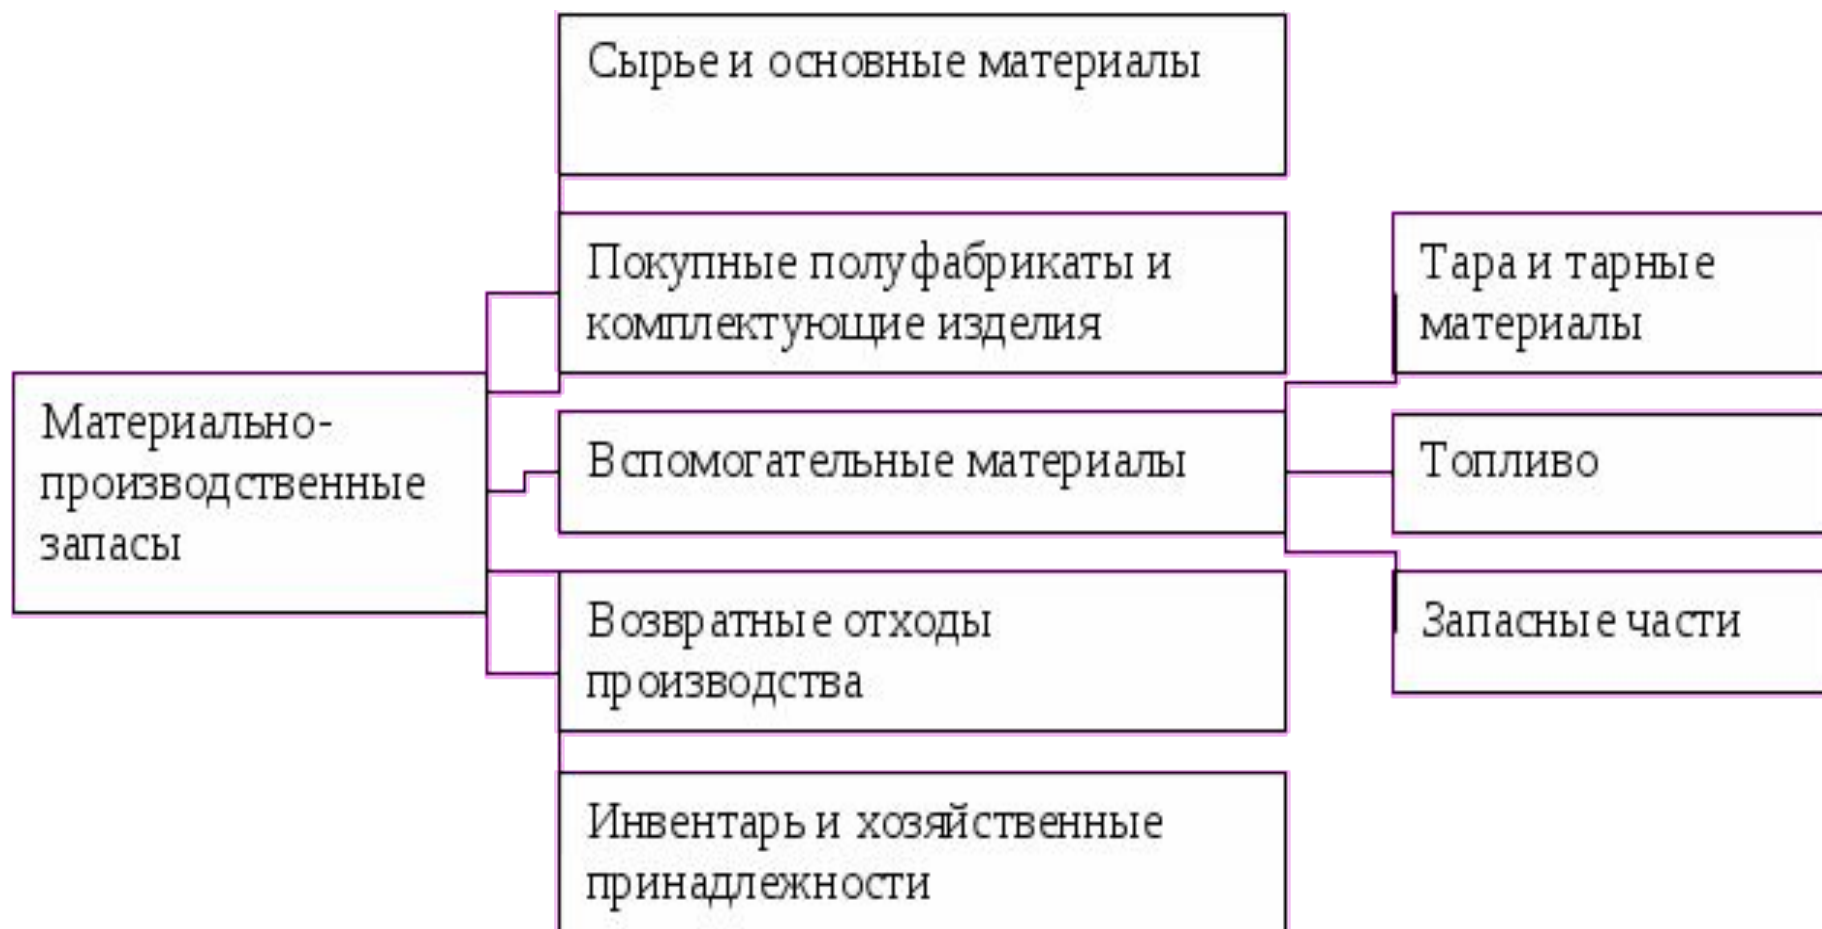 Сырье и основные материалы
Покупные полуфабрикаты и
комплектующие изделия
Тара и тарные
материалы
Материально-
производственные
запасы
Вспомогательные материалы
Топливо
Возвратные отходы
производства
Запасные части
Инвентарь и хозяйственные
принадлежности